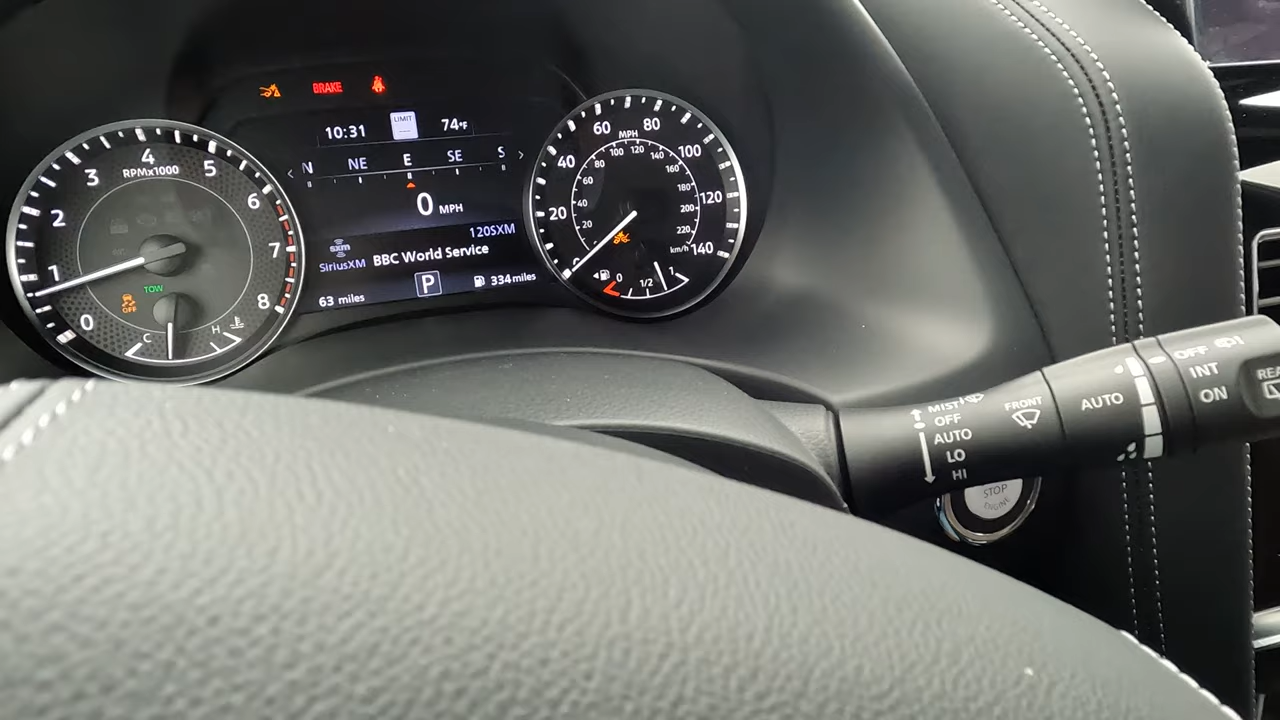 BRAKE
10:31
LIMIT
74°F
N NE E SE S
0 MPH
120SXM
sxm
SiriusXM
BBC World Service
P
334 miles
63 miles
0 1 2 3 4 5 6 7 8
RPMx1000
TOW
OFF
C H
20 40 60 80 100 120 140
MPH
20 40 60 80 100 120 140 160 180 200 220
km/h
0 1/2 1
MIST
OFF
AUTO
LO
HI
FRONT
AUTO
OFF
INT
ON
STOP
ENGINE